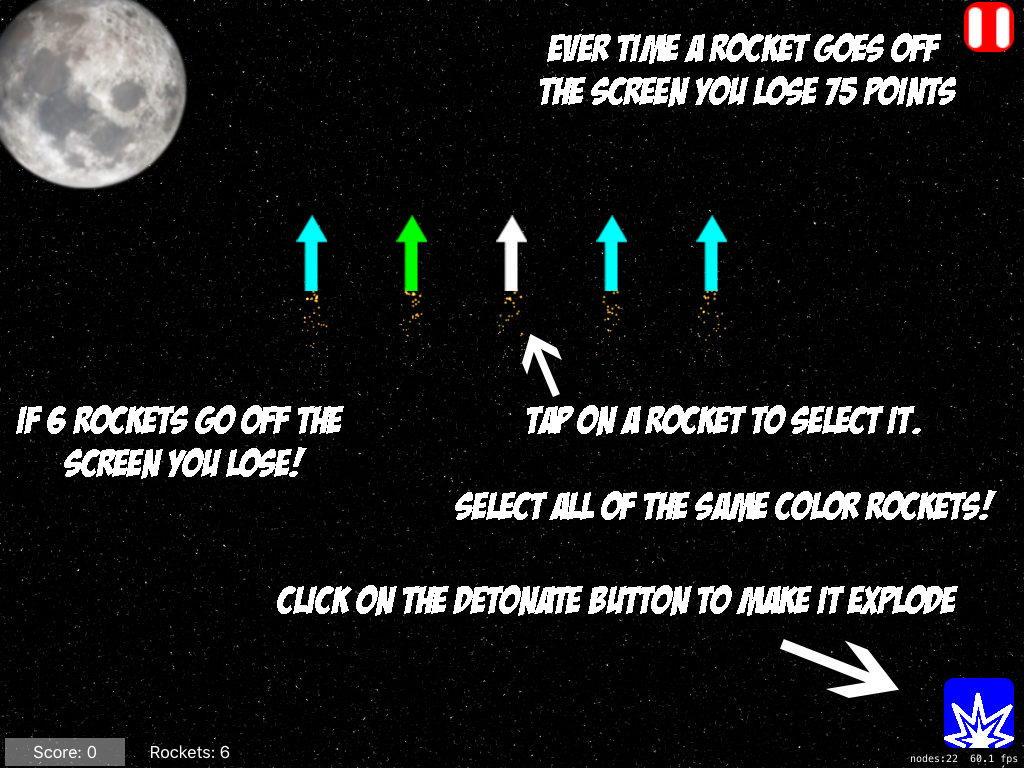 EVER TIME A ROCKET GOES OFF
THE SCREEN YOU LOSE 75 POINTS
IF 6 ROCKETS GO OFF THE
SCREEN YOU LOSE!
TAP ON A ROCKET TO SELECT IT.
SELECT ALL OF THE SAME COLOR ROCKETS!
CLICK ON THE DETONATE BUTTON TO MAKE IT EXPLODE
Score: 0
Rockets: 6
nodes:22 60.1 fps